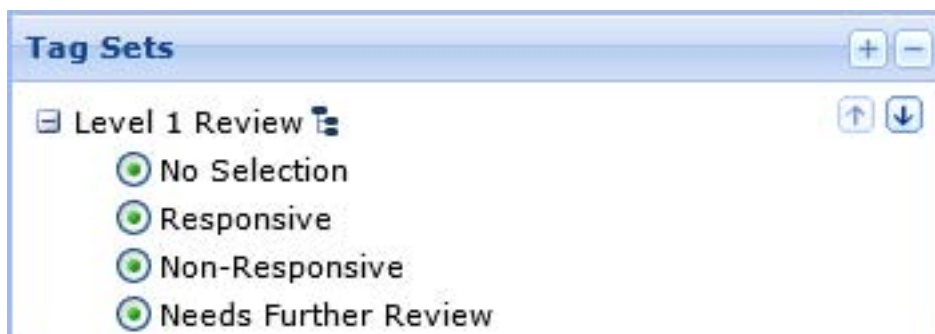 Tag Sets
Level 1 Review
No Selection
Responsive
Non-Responsive
Needs Further Review